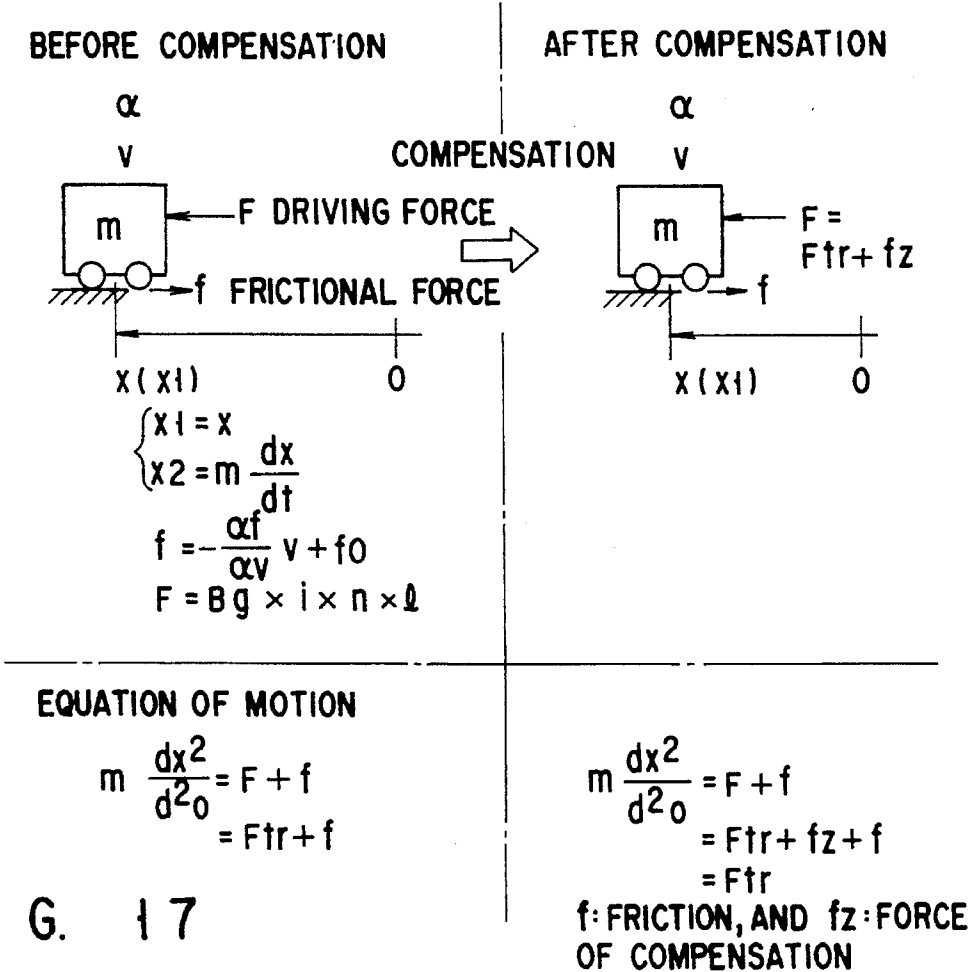 BEFORE COMPENSATION
α
v
m
F DRIVING FORCE
f FRICTIONAL FORCE
x(x1)
0
x1 = x
x2 = m dx/dt
f = - αf/αv v + f0
F = Bg × i × n × ℓ
COMPENSATION
AFTER COMPENSATION
α
v
m
F =
Ftr + fz
f
x(x1)
0
EQUATION OF MOTION
m dx²/d²o = F + f
= Ftr + f
m dx²/d²o = F + f
= Ftr + fz + f
= Ftr
f: FRICTION, AND fz: FORCE
OF COMPENSATION
G. 17